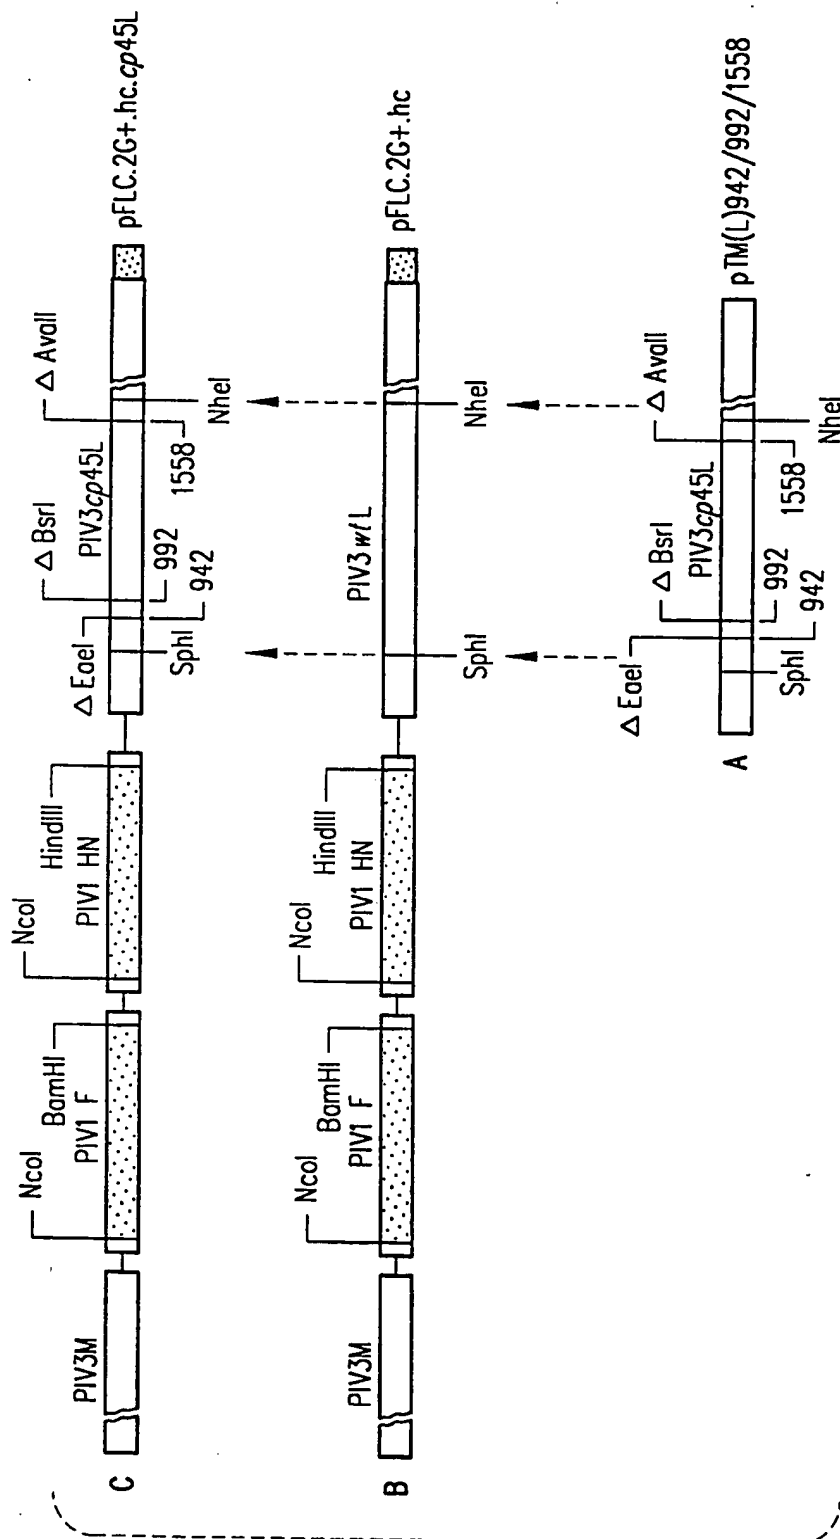 C
PIV3M
NcoI
BamHI
PIV1 F
NcoI
HindIII
PIV1 HN
Δ EaeI
Δ BsrI
Δ AvaII
PIV3cp45L
SphI
942
992
1558
NheI
pFLC.2G+.hc.cp45L
B
PIV3M
NcoI
BamHI
PIV1 F
NcoI
HindIII
PIV1 HN
PIV3wtL
SphI
NheI
pFLC.2G+.hc
A
Δ EaeI
Δ BsrI
Δ AvaII
PIV3cp45L
SphI
942
992
1558
NheI
pTM(L)942/992/1558